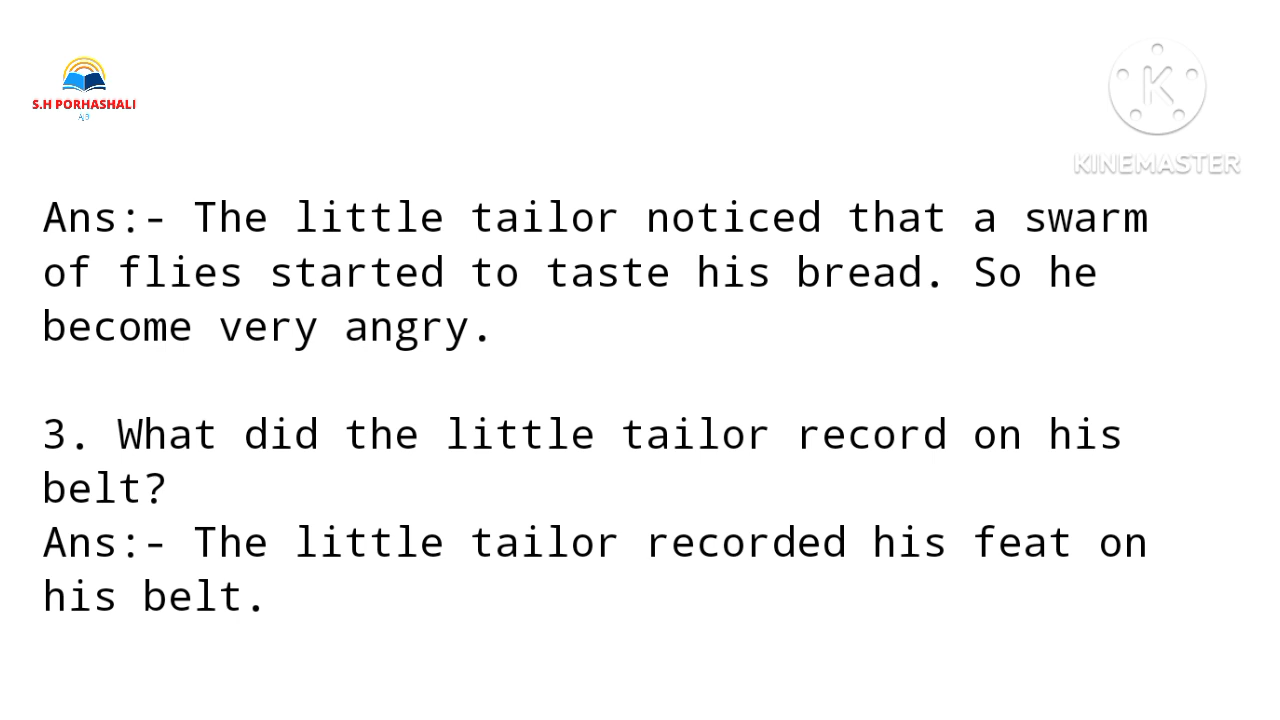 S.H PORHASHALI
KINEMASTER
Ans:- The little tailor noticed that a swarm
of flies started to taste his bread. So he
become very angry.
3. What did the little tailor record on his
belt?
Ans:- The little tailor recorded his feat on
his belt.